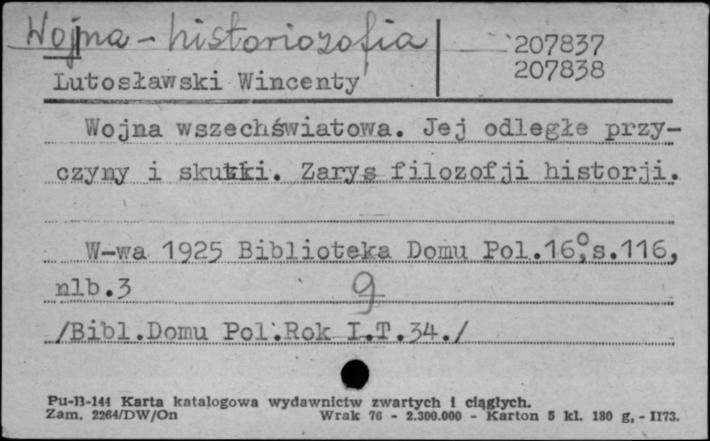 Wojna - historiozofia
207837
207838
Lutosławski Wincenty
Wojna wszechświatowa. Jej odległe przy-
czyny i skutki. Zarys filozofji historji.
W-wa 1925 Biblioteka Domu Pol.16°,s.116,
nlb.3
9
/Bibl.Domu Pol.Rok I.T.34./
Pu-B-144 Karta katalogowa wydawnictw zwartych i ciągłych.
Zam. 2264/DW/On Wrak 76 - 2.300.000 - Karton 5 kl. 180 g, - II73.